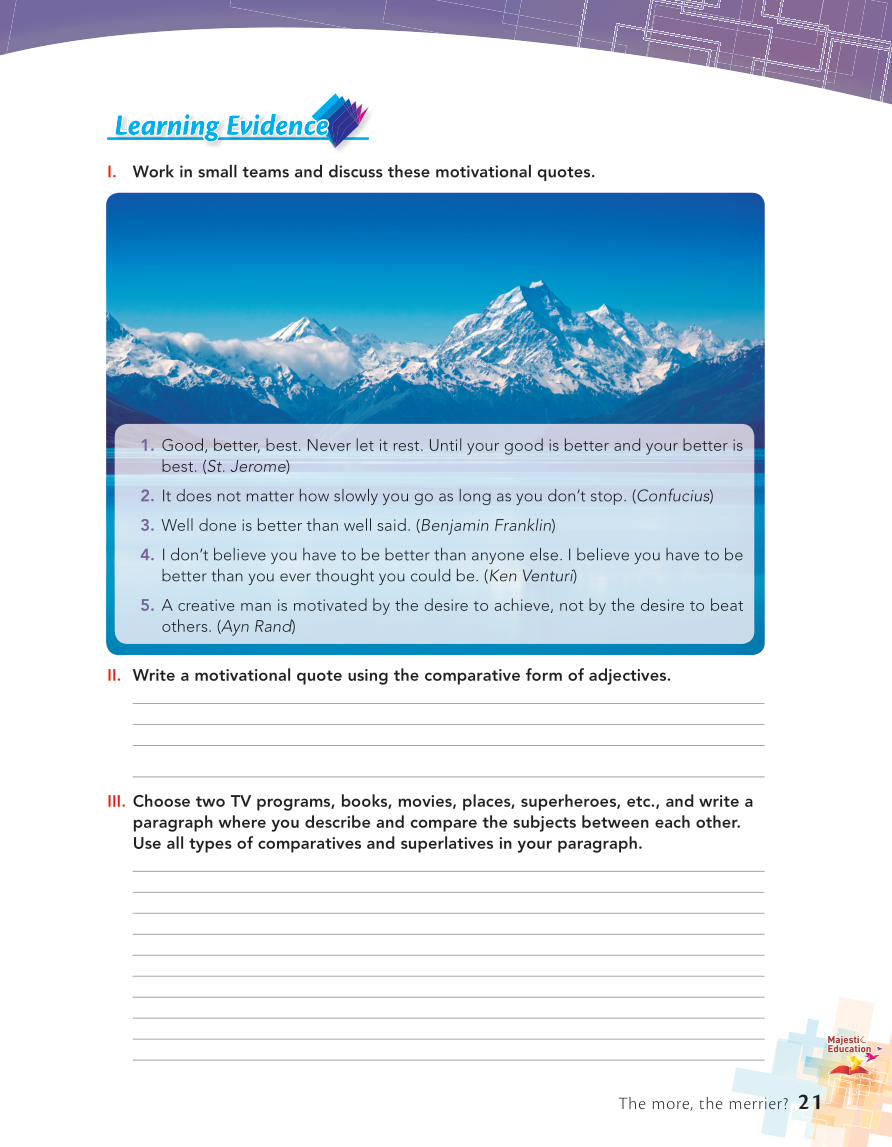 Learning Evidence
I. Work in small teams and discuss these motivational quotes.
1. Good, better, best. Never let it rest. Until your good is better and your better is
best. (St. Jerome)
2. It does not matter how slowly you go as long as you don’t stop. (Confucius)
3. Well done is better than well said. (Benjamin Franklin)
4. I don’t believe you have to be better than anyone else. I believe you have to be
better than you ever thought you could be. (Ken Venturi)
5. A creative man is motivated by the desire to achieve, not by the desire to beat
others. (Ayn Rand)
II. Write a motivational quote using the comparative form of adjectives.
III. Choose two TV programs, books, movies, places, superheroes, etc., and write a
paragraph where you describe and compare the subjects between each other.
Use all types of comparatives and superlatives in your paragraph.
Majestic
Education
The more, the merrier? 21